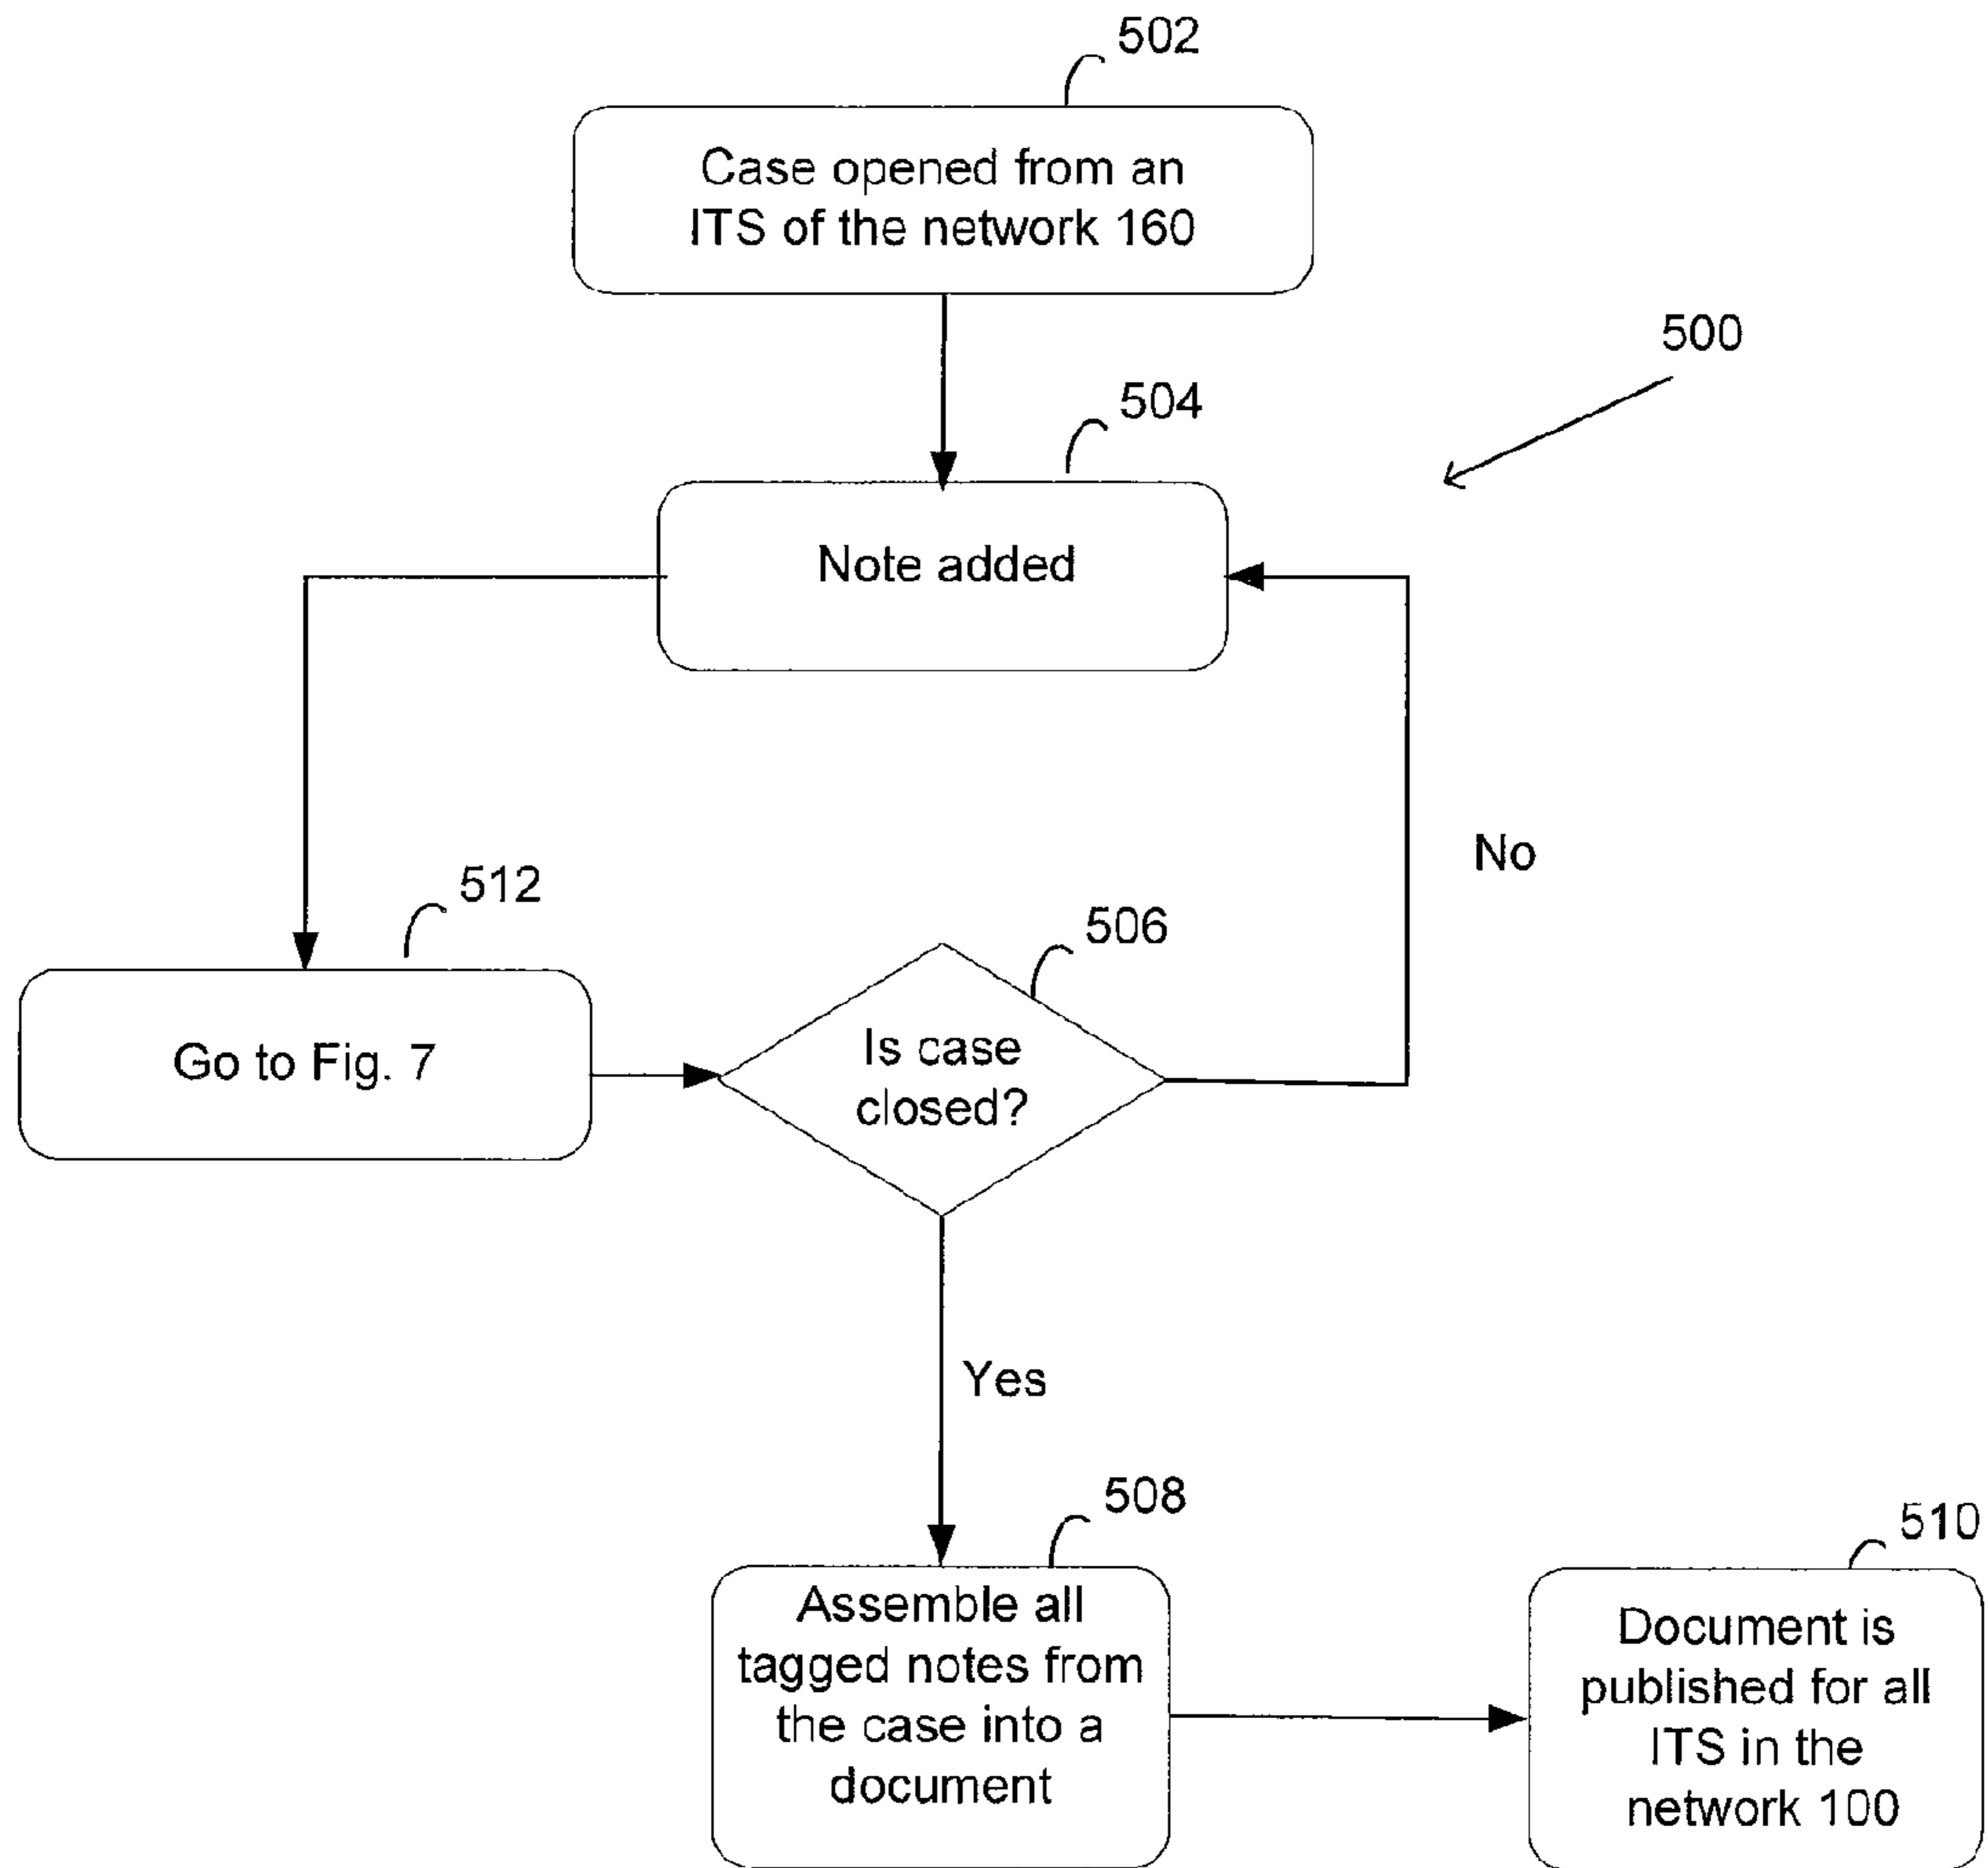 502
Case opened from an
ITS of the network 160
500
504
Note added
No
512
506
Go to Fig. 7
Is case
closed?
Yes
508
510
Assemble all
tagged notes from
the case into a
document
Document is
published for all
ITS in the
network 100